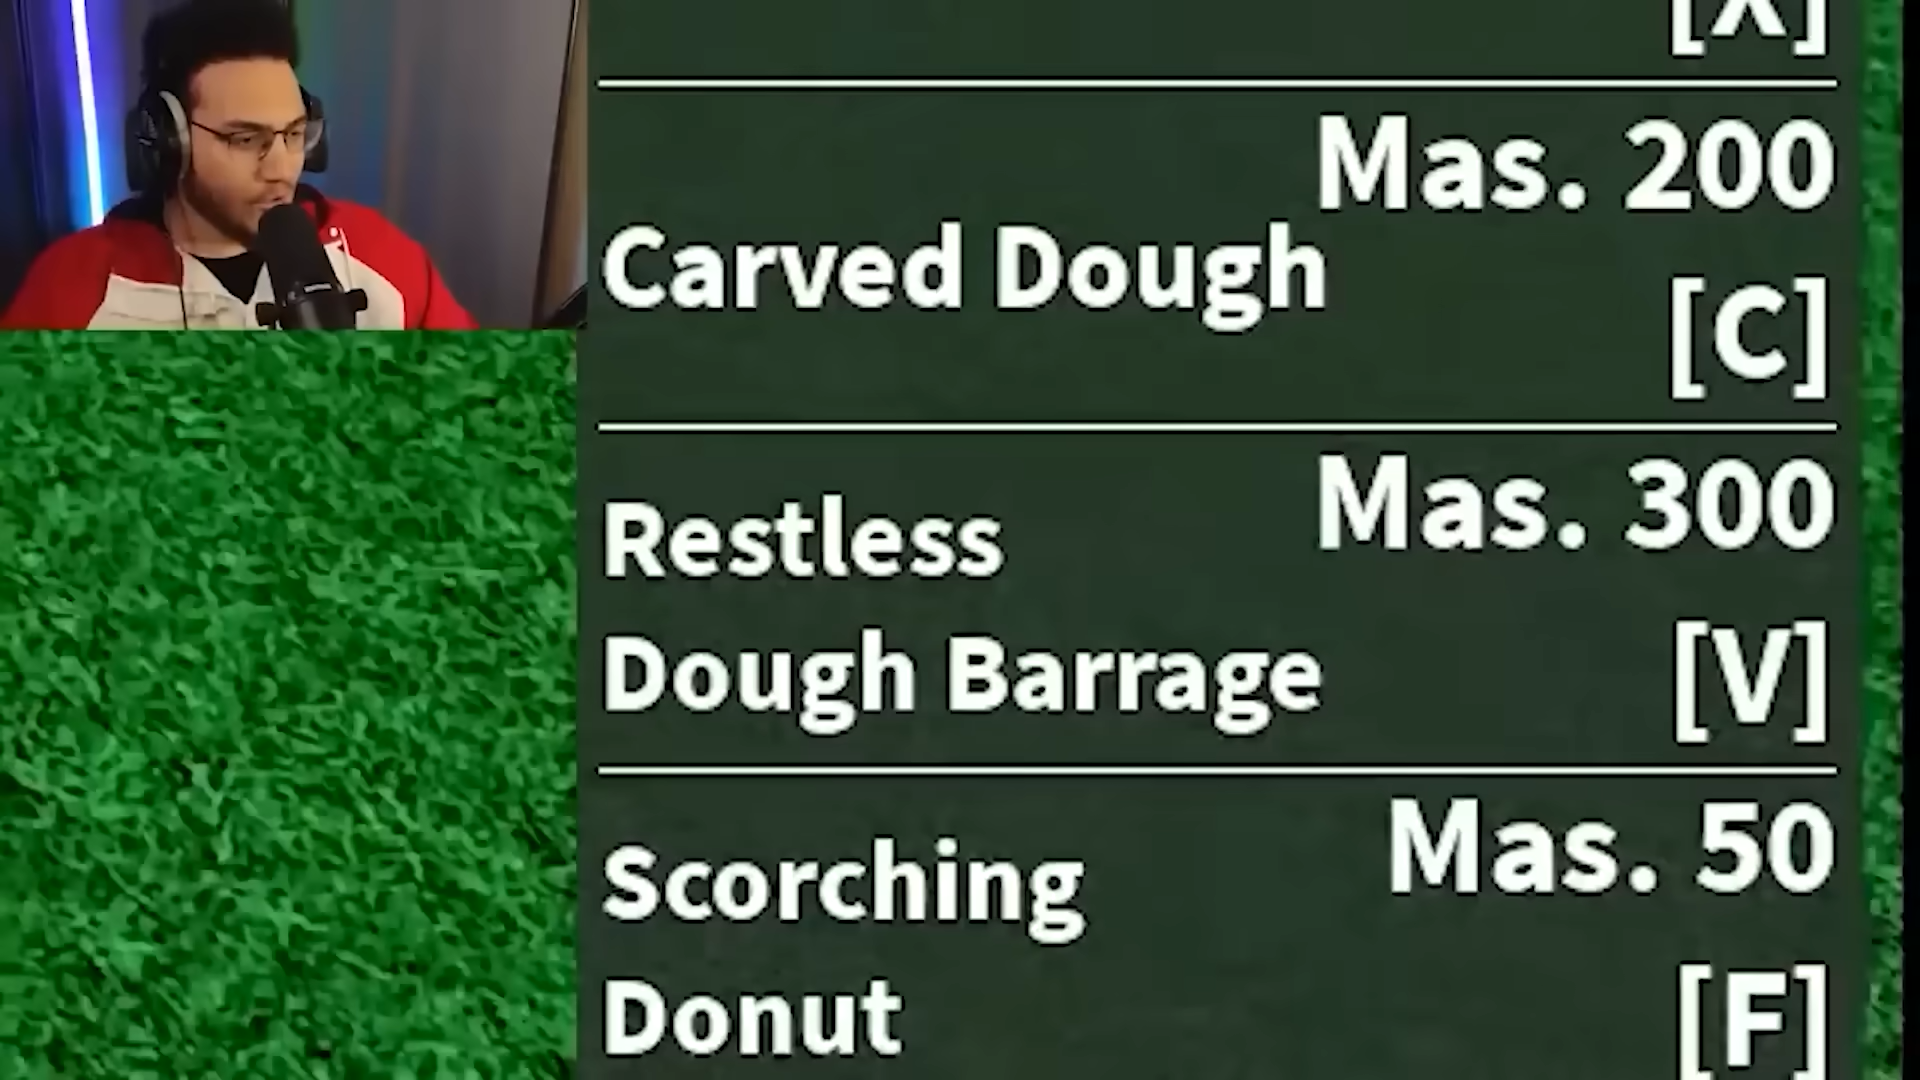 [X]
Mas. 200
Carved Dough
[C]
Mas. 300
Restless
Dough Barrage
[V]
Mas. 50
Scorching
Donut
[F]